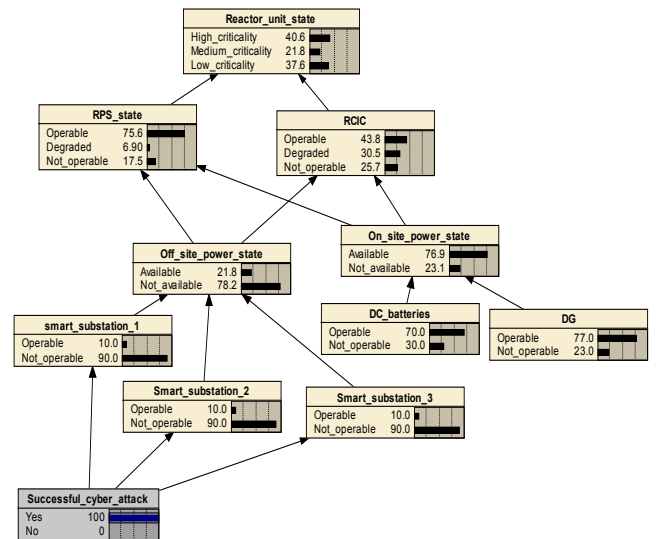 Reactor_unit_state
High_criticality 40.6
Medium_criticality 21.8
Low_criticality 37.6
RPS_state
Operable 75.6
Degraded 6.90
Not_operable 17.5
RCIC
Operable 43.8
Degraded 30.5
Not_operable 25.7
Off_site_power_state
Available 21.8
Not_available 78.2
On_site_power_state
Available 76.9
Not_available 23.1
smart_substation_1
Operable 10.0
Not_operable 90.0
DC_batteries
Operable 70.0
Not_operable 30.0
DG
Operable 77.0
Not_operable 23.0
Smart_substation_2
Operable 10.0
Not_operable 90.0
Smart_substation_3
Operable 10.0
Not_operable 90.0
Successful_cyber_attack
Yes 100
No 0